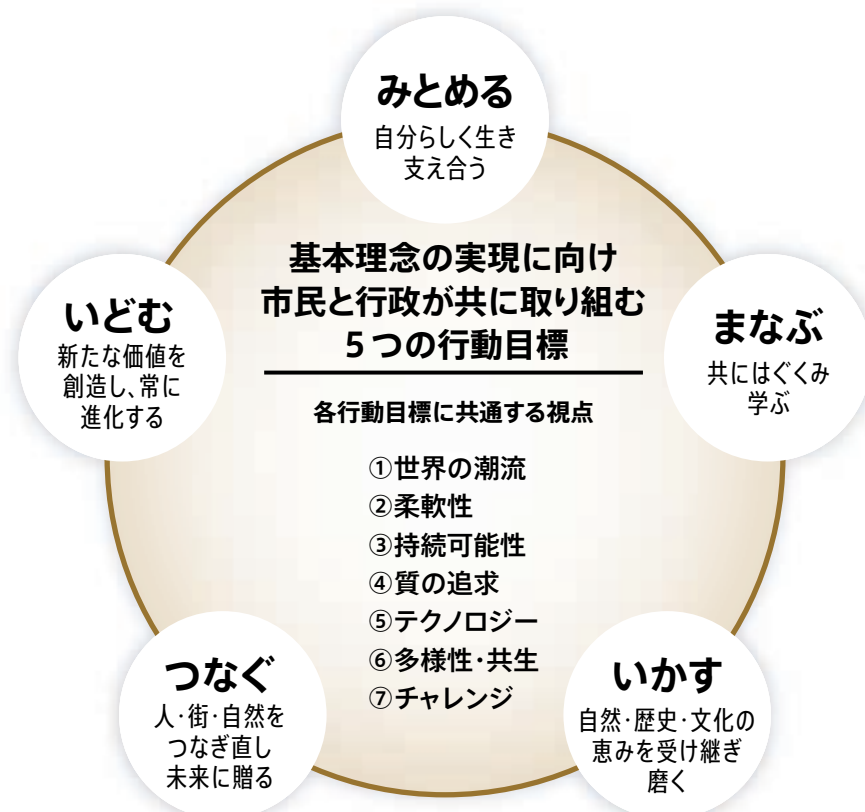 みとめる
自分らしく生き
支え合う
基本理念の実現に向け
市民と行政が共に取り組む
5つの行動目標
各行動目標に共通する視点
①世界の潮流
②柔軟性
③持続可能性
④質の追求
⑤テクノロジー
⑥多様性・共生
⑦チャレンジ
まなぶ
共にはぐくみ
学ぶ
いかす
自然・歴史・文化の
恵みを受け継ぎ
磨く
つなぐ
人・街・自然を
つなぎ直し
未来に贈る
いどむ
新たな価値を
創造し、常に
進化する